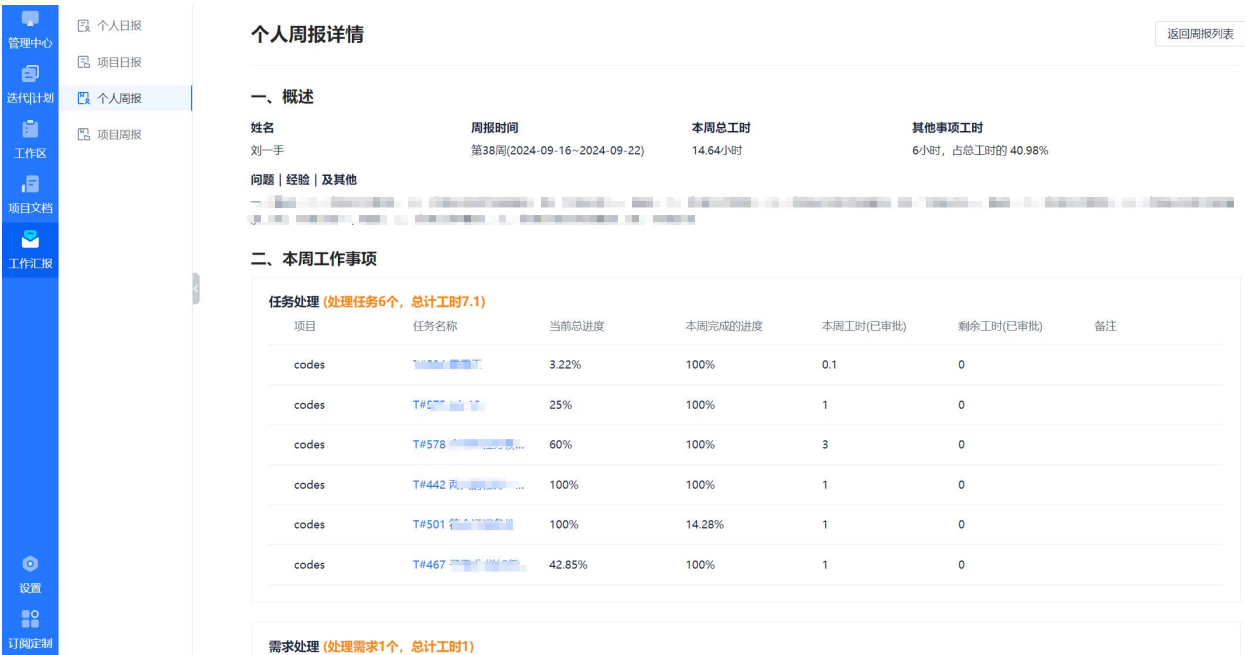 管理中心
迭代|计划
工作区
项目文档
工作汇报
设置
订阅定制
个人日报
项目日报
个人周报
项目周报
个人周报详情
返回周报列表
一、概述
姓名 周报时间 本周总工时 其他事项工时
刘一手 第38周(2024-09-16~2024-09-22) 14.64小时 6小时，占总工时的 40.98%
问题 | 经验 | 及其他
二、本周工作事项
任务处理 (处理任务6个，总计工时7.1)
项目 任务名称 当前总进度 本周完成的进度 本周工时(已审批) 剩余工时(已审批) 备注
codes 3.22% 100% 0.1 0
codes 25% 100% 1 0
codes T#578 60% 100% 3 0
codes T#442 100% 100% 1 0
codes T#501 100% 14.28% 1 0
codes T#467 42.85% 100% 1 0
需求处理 (处理需求1个，总计工时1)